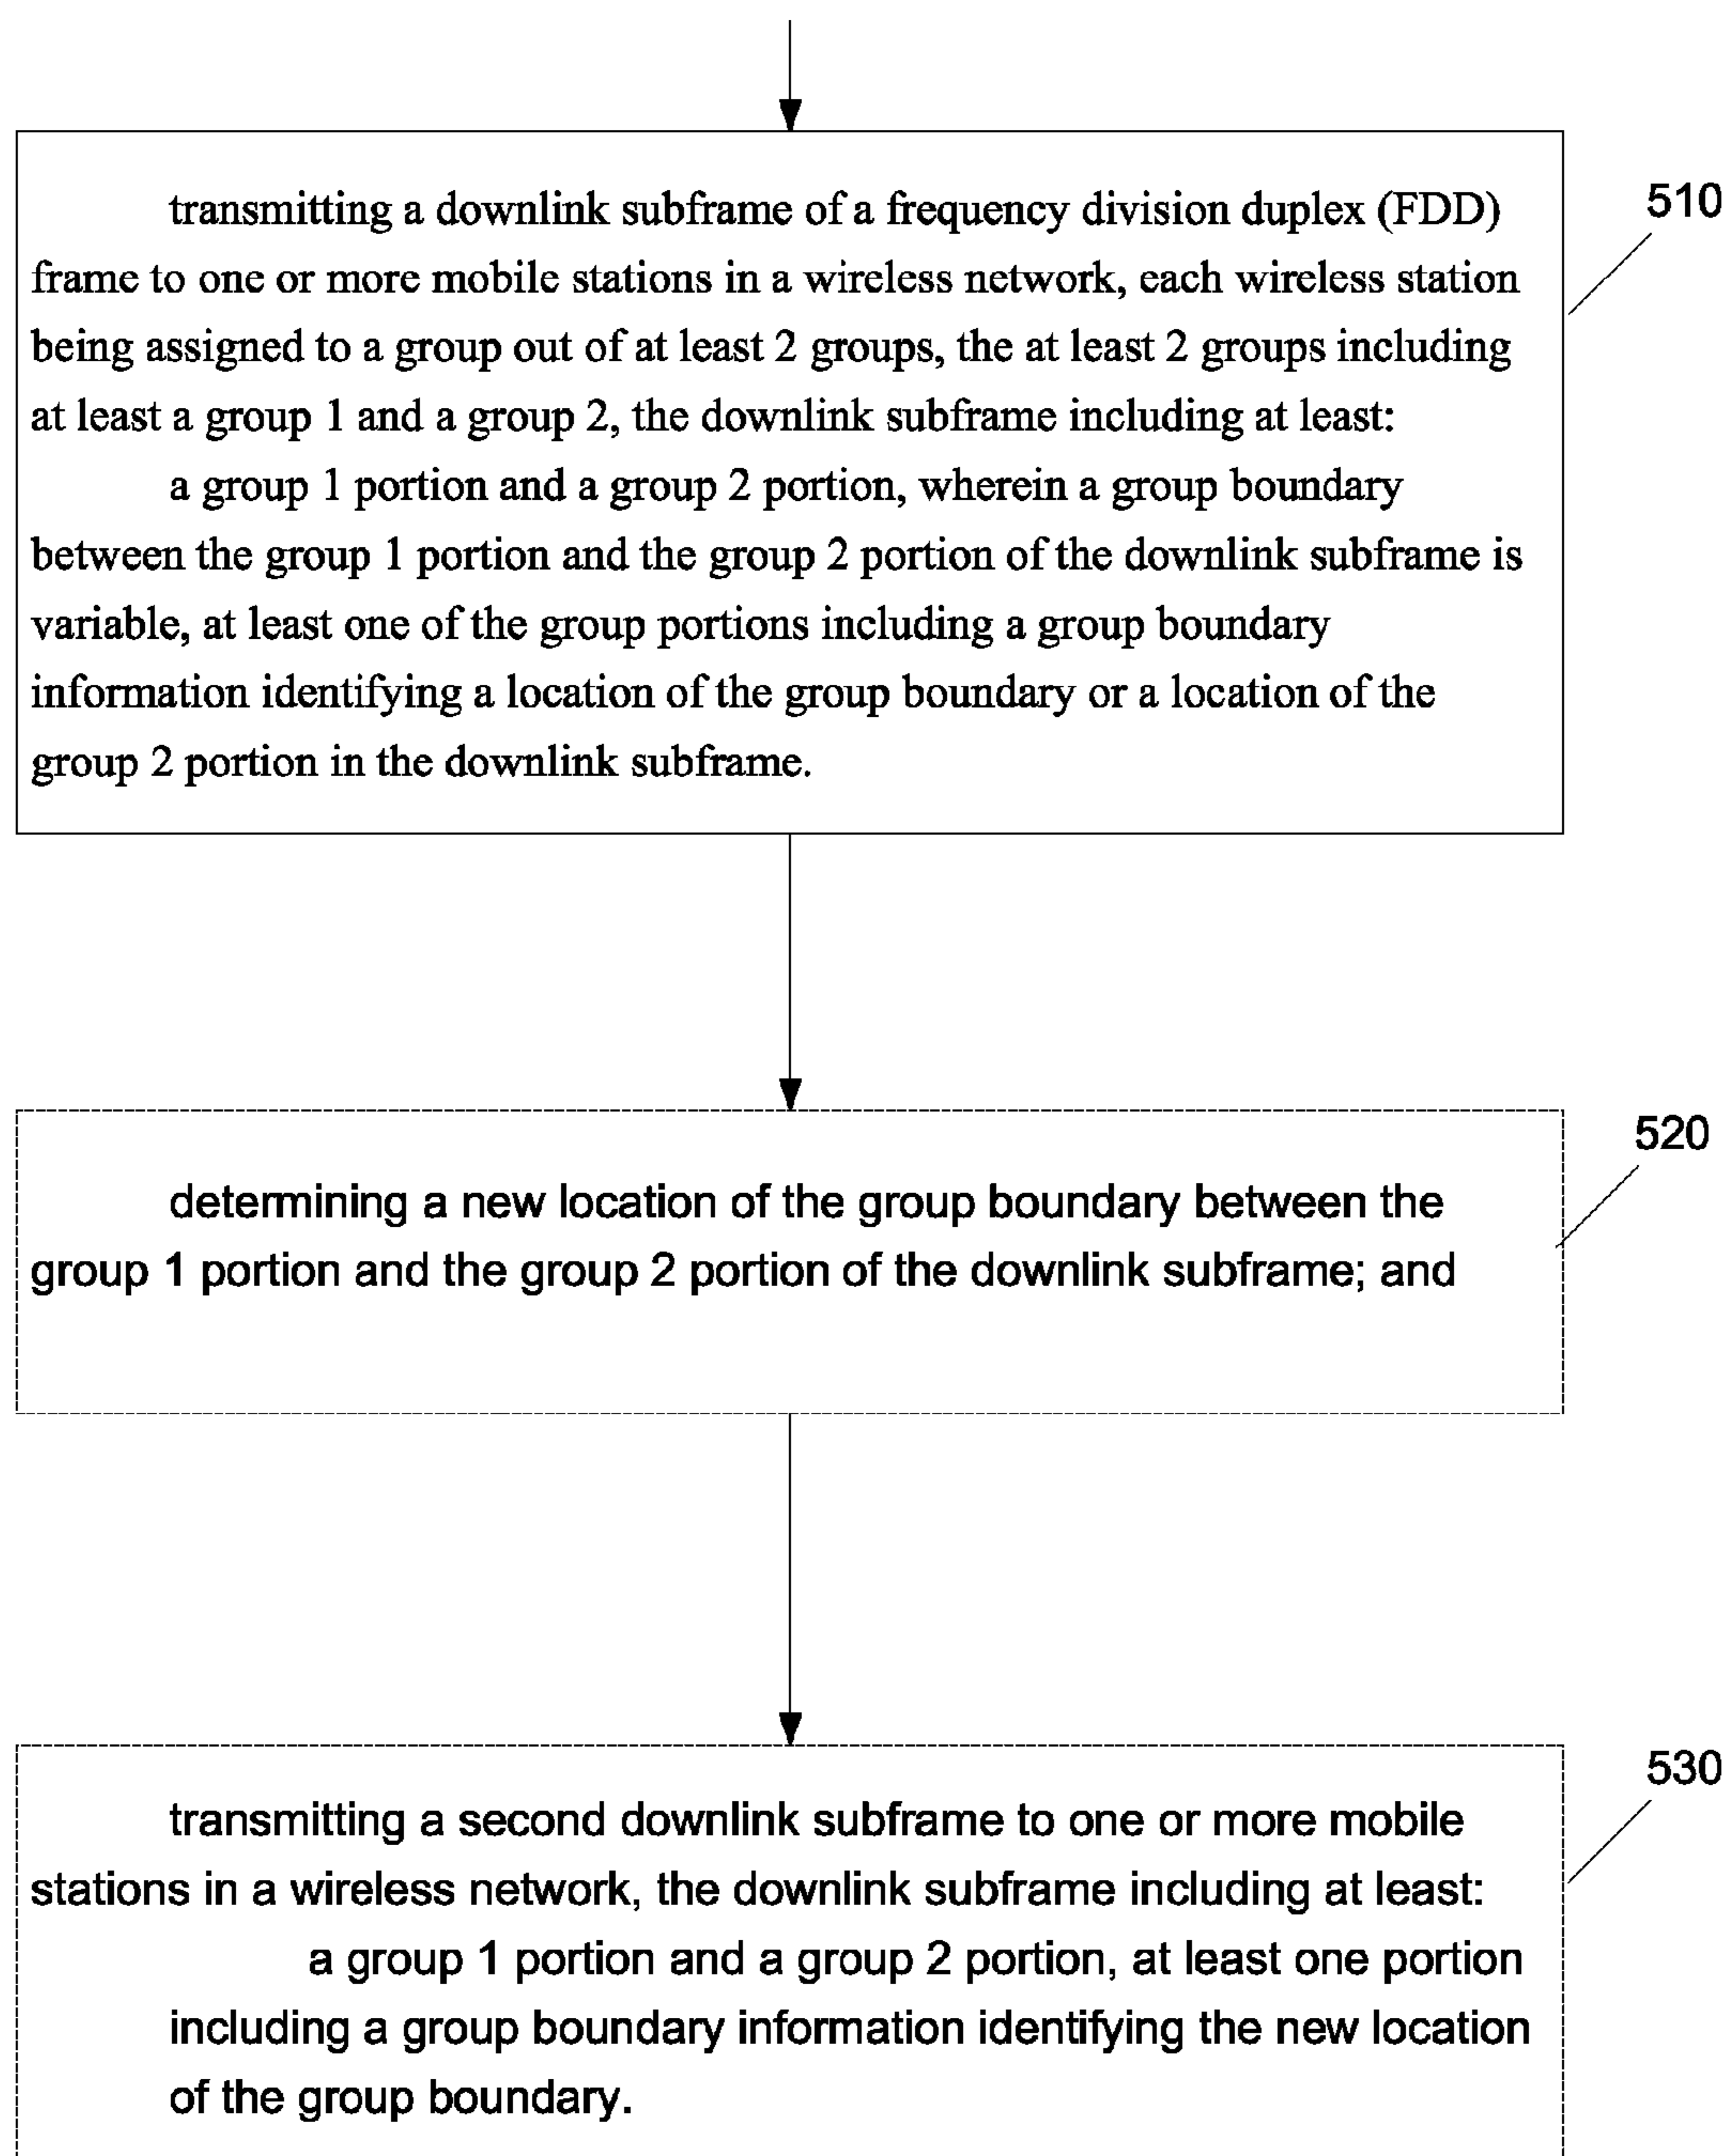 transmitting a downlink subframe of a frequency division duplex (FDD)
510
frame to one or more mobile stations in a wireless network, each wireless station
being assigned to a group out of at least 2 groups, the at least 2 groups including
at least a group 1 and a group 2, the downlink subframe including at least:
a group 1 portion and a group 2 portion, wherein a group boundary
between the group 1 portion and the group 2 portion of the downlink subframe is
variable, at least one of the group portions including a group boundary
information identifying a location of the group boundary or a location of the
group 2 portion in the downlink subframe.
520
determining a new location of the group boundary between the
group 1 portion and the group 2 portion of the downlink subframe; and
530
transmitting a second downlink subframe to one or more mobile
stations in a wireless network, the downlink subframe including at least:
a group 1 portion and a group 2 portion, at least one portion
including a group boundary information identifying the new location
of the group boundary.